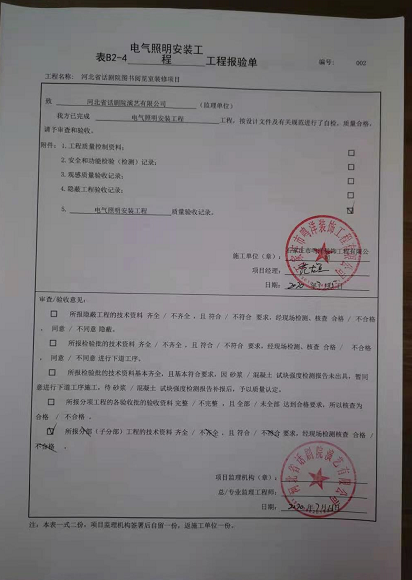 电气照明安装工
表B2-4 程 工程报验单
编号： 002
工程名称： 河北省话剧院图书阅览室装修项目
致 河北省话剧院演艺有限公司 （监理单位）
我方已完成 电气照明安装工程 工程，按设计文件及有关规范进行了自检，质量合格，
请予审查和验收。
附件：1.工程质量控制资料： □
2.安全和功能检验（检测）记录： □
3.观感质量验收记录： □
4.隐蔽工程验收记录： □
5. 电气照明安装工程 质量验收记录。 ☑
施工单位（章）：
项目经理：
日期： 2020
审查/验收意见：
□ 所报隐蔽工程的技术资料 齐全 / 不齐全 ，且 符合 / 不符合 要求，经现场检测、核查 合格 / 不合格
， 同意 / 不同意 隐蔽。
□ 所报检验批的技术资料 齐全 / 不齐全 ，且 符合 / 不符合 要求，经现场检测、核查 合格 / 不合格
， 同意 / 不同意 进行下道工序。
□ 所报检验批的技术资料基本齐全，且基本符合要求，因 砂浆 / 混凝土 试块强度检测报告未出具，暂同
意进行下道工序施工，待 砂浆 / 混凝土 试块强度检测报告补报后，予以质量认定。
□ 所报分项工程的各验收批的验收资料 完整 / 不完整 ，且 全部 / 未全部 达到合格要求，所以核查为
合格 / 不合格 。
☑ 所报分部（子分部）工程的技术资料 齐全 / 不齐全 ，且 符合 / 不符合 要求，经现场检测核查 合格 /
不合格 。
项目监理机构（章）：
总/专业监理工程师：
日期：
注：本表一式二份，项目监理机构签署后自留一份，返施工单位一份。